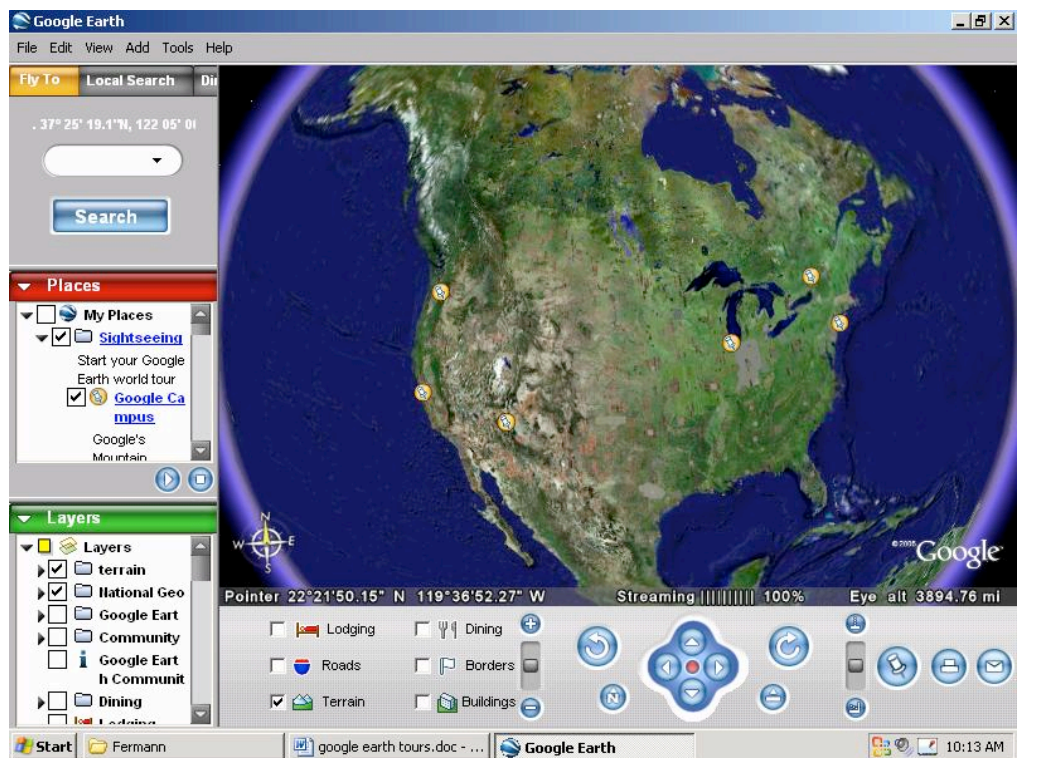 Google Earth
File Edit View Add Tools Help
Fly To Local Search Dir
. 37° 25' 19.1"N, 122 05' 0
Search
Places
My Places
Sightseeing
Start your Google
Earth world tour
Google Ca
mpus
Google's
Mountain
Layers
Layers
terrain
National Geo
Google Eart
Community
Google Eart
h Communit
Dining
Lodging
N
W E
S
©2005 Google
Pointer 22°21'50.15" N 119°36'52.27" W Streaming |||||||||| 100% Eye alt 3894.76 mi
Lodging Dining
Roads Borders
Terrain Buildings
N
Start Fermann google earth tours.doc - ... Google Earth 10:13 AM